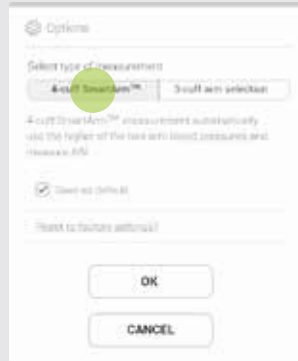 Options
Select type of measurement
4-cuff SmartArm™
3-cuff arm selection
4-cuff SmartArm™ measurement automatically
use the higher of the two arm blood pressures and
measure ABI.
Save as default
Reset to factory settings?
OK
CANCEL